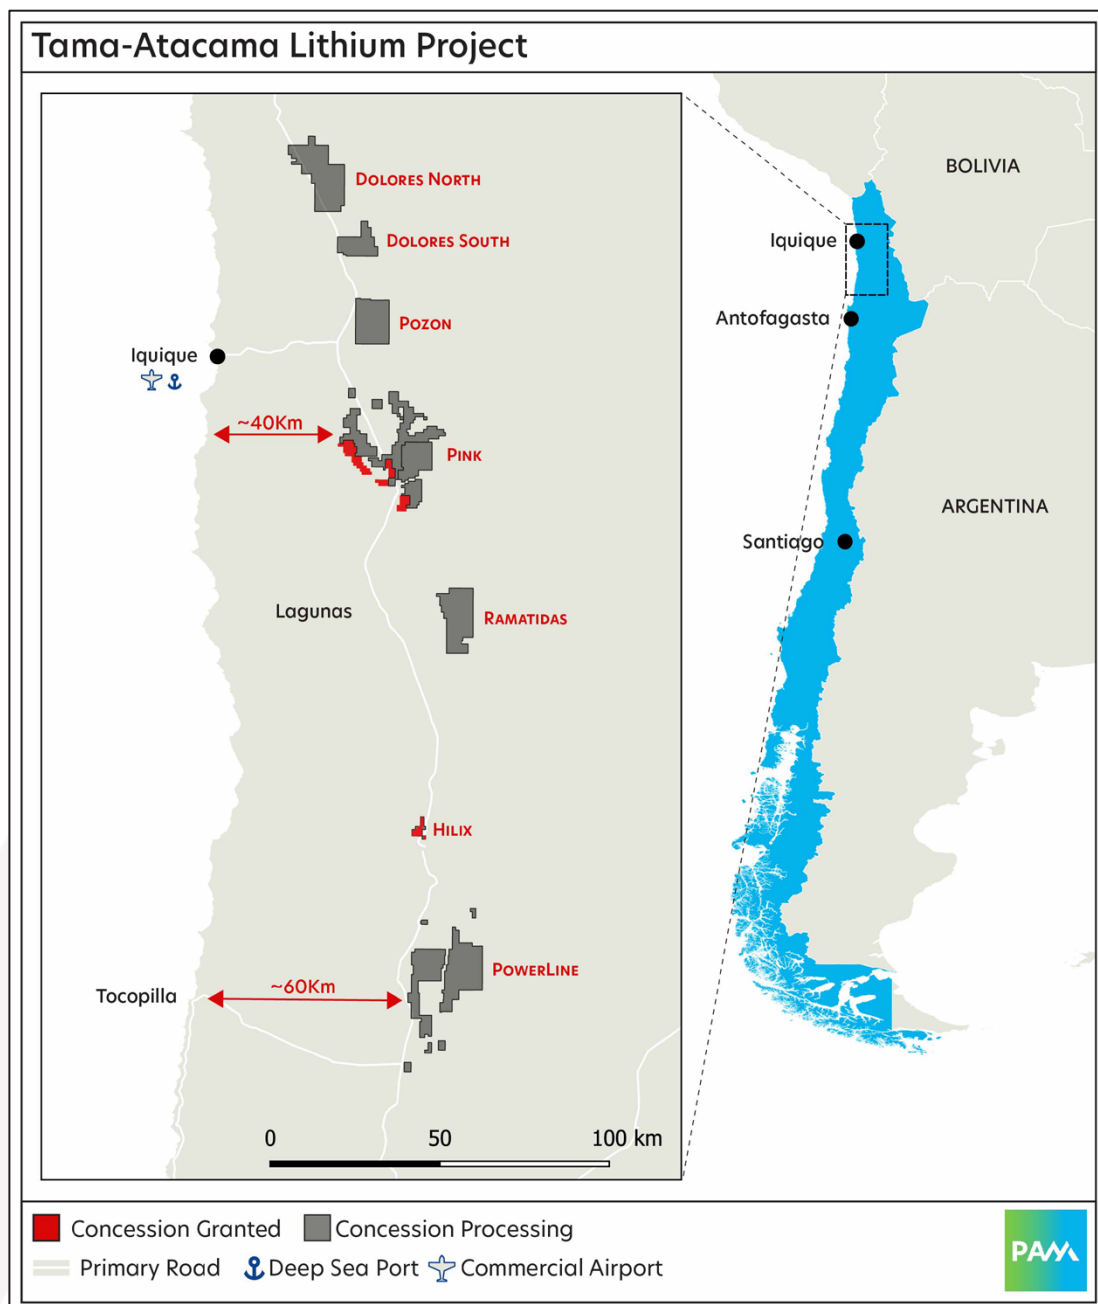 Tama-Atacama Lithium Project
DOLORES NORTH
DOLORES SOUTH
POZON
Iquique
~40Km
PINK
Lagunas
RAMATIDAS
HILIX
POWERLINE
Tocopilla
~60Km
0 50 100 km
BOLIVIA
Iquique
Antofagasta
ARGENTINA
Santiago
Concession Granted
Concession Processing
Primary Road
Deep Sea Port
Commercial Airport
PAM